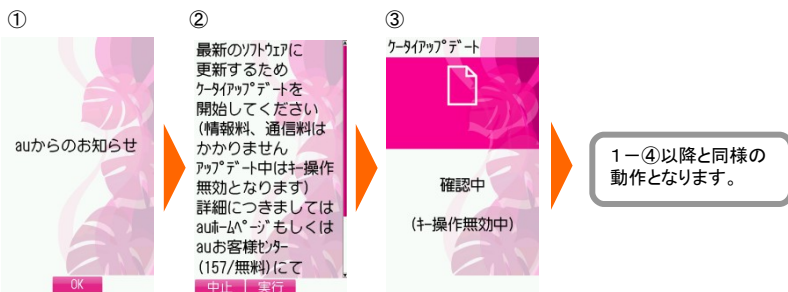 ①
auからのお知らせ
OK
②
最新のｿﾌﾄｳｪｱに
更新するため
ｹｰﾀｲｱｯﾌﾟﾃﾞｰﾄを
開始してください
(情報料、通信料は
かかりません
ｱｯﾌﾟﾃﾞｰﾄ中はｷｰ操作
無効となります)
詳細につきましては
auﾎｰﾑﾍﾟｰｼﾞもしくは
auお客様ｾﾝﾀｰ
(157/無料)にて
中止 実行
③
ｹｰﾀｲｱｯﾌﾟﾃﾞｰﾄ
確認中
(ｷｰ操作無効中)
１－④以降と同様の
動作となります。